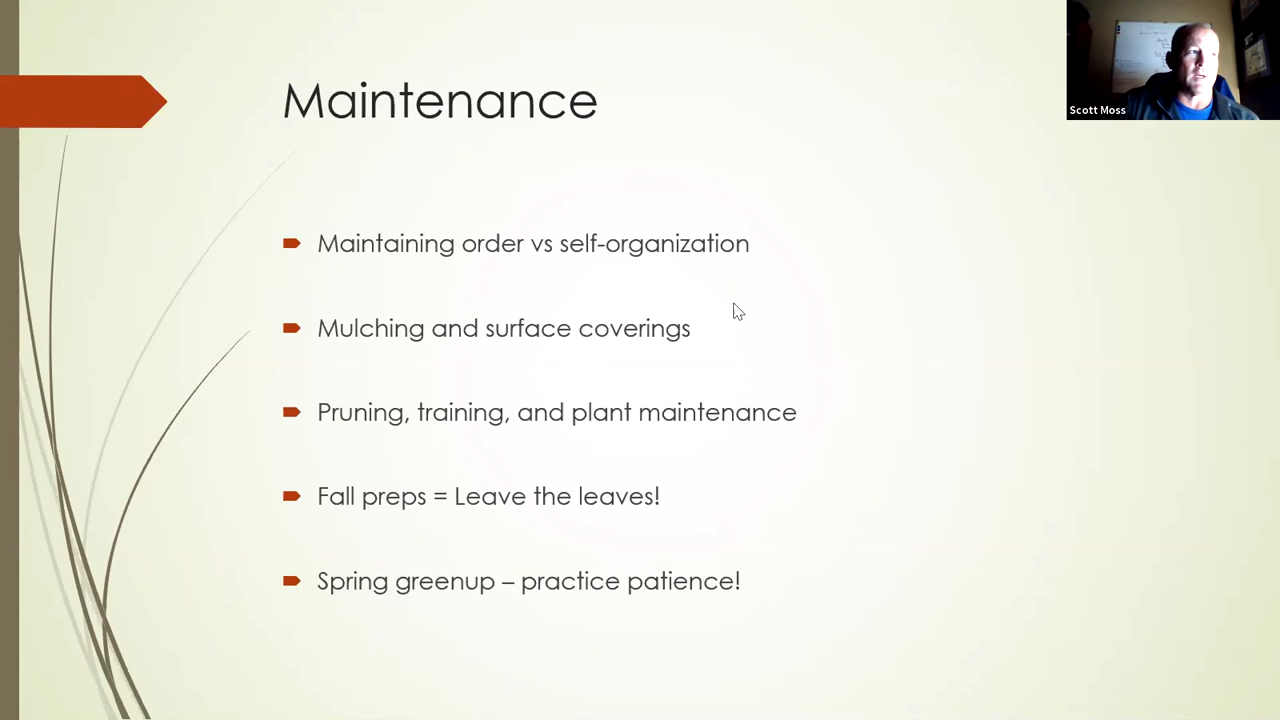 Maintenance
Scott Moss
Maintaining order vs self-organization
Mulching and surface coverings
Pruning, training, and plant maintenance
Fall preps = Leave the leaves!
Spring greenup – practice patience!